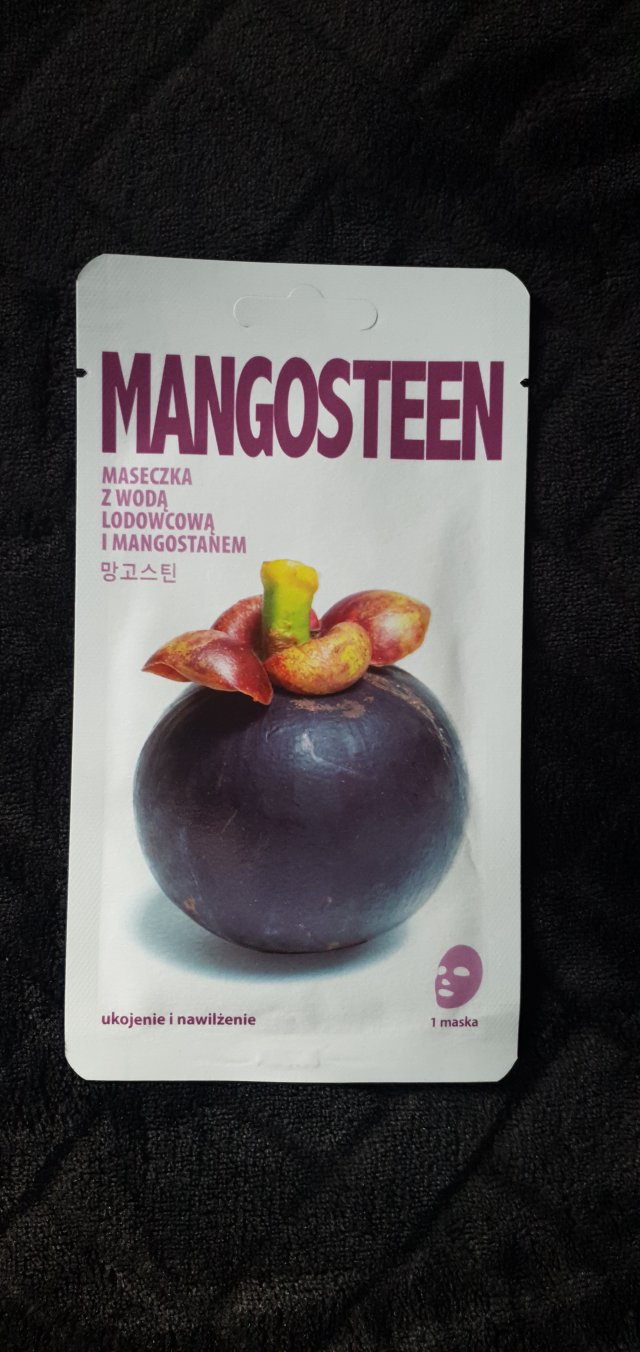 MANGOSTEEN
MASECZKA
Z WODĄ
LODOWCOWĄ
I MANGOSTANEM
망고스틴
ukojenie i nawilżenie
1 maska